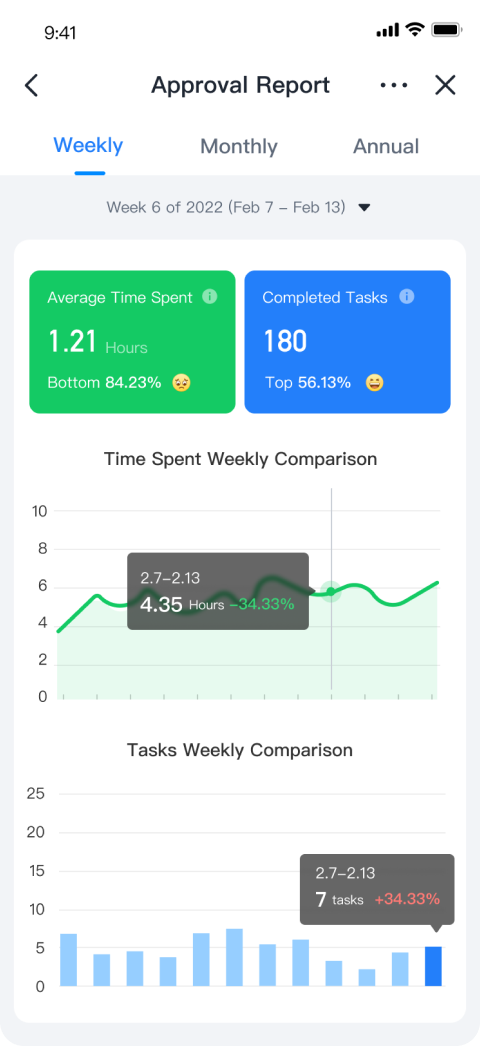 9:41
Approval Report
Weekly Monthly Annual
Week 6 of 2022 (Feb 7 – Feb 13)
Average Time Spent
1.21 Hours
Bottom 84.23%
Completed Tasks
180
Top 56.13%
Time Spent Weekly Comparison
10
8
6
4
2
0
2.7–2.13
4.35 Hours –34.33%
Tasks Weekly Comparison
25
20
15
10
5
0
2.7–2.13
7 tasks +34.33%